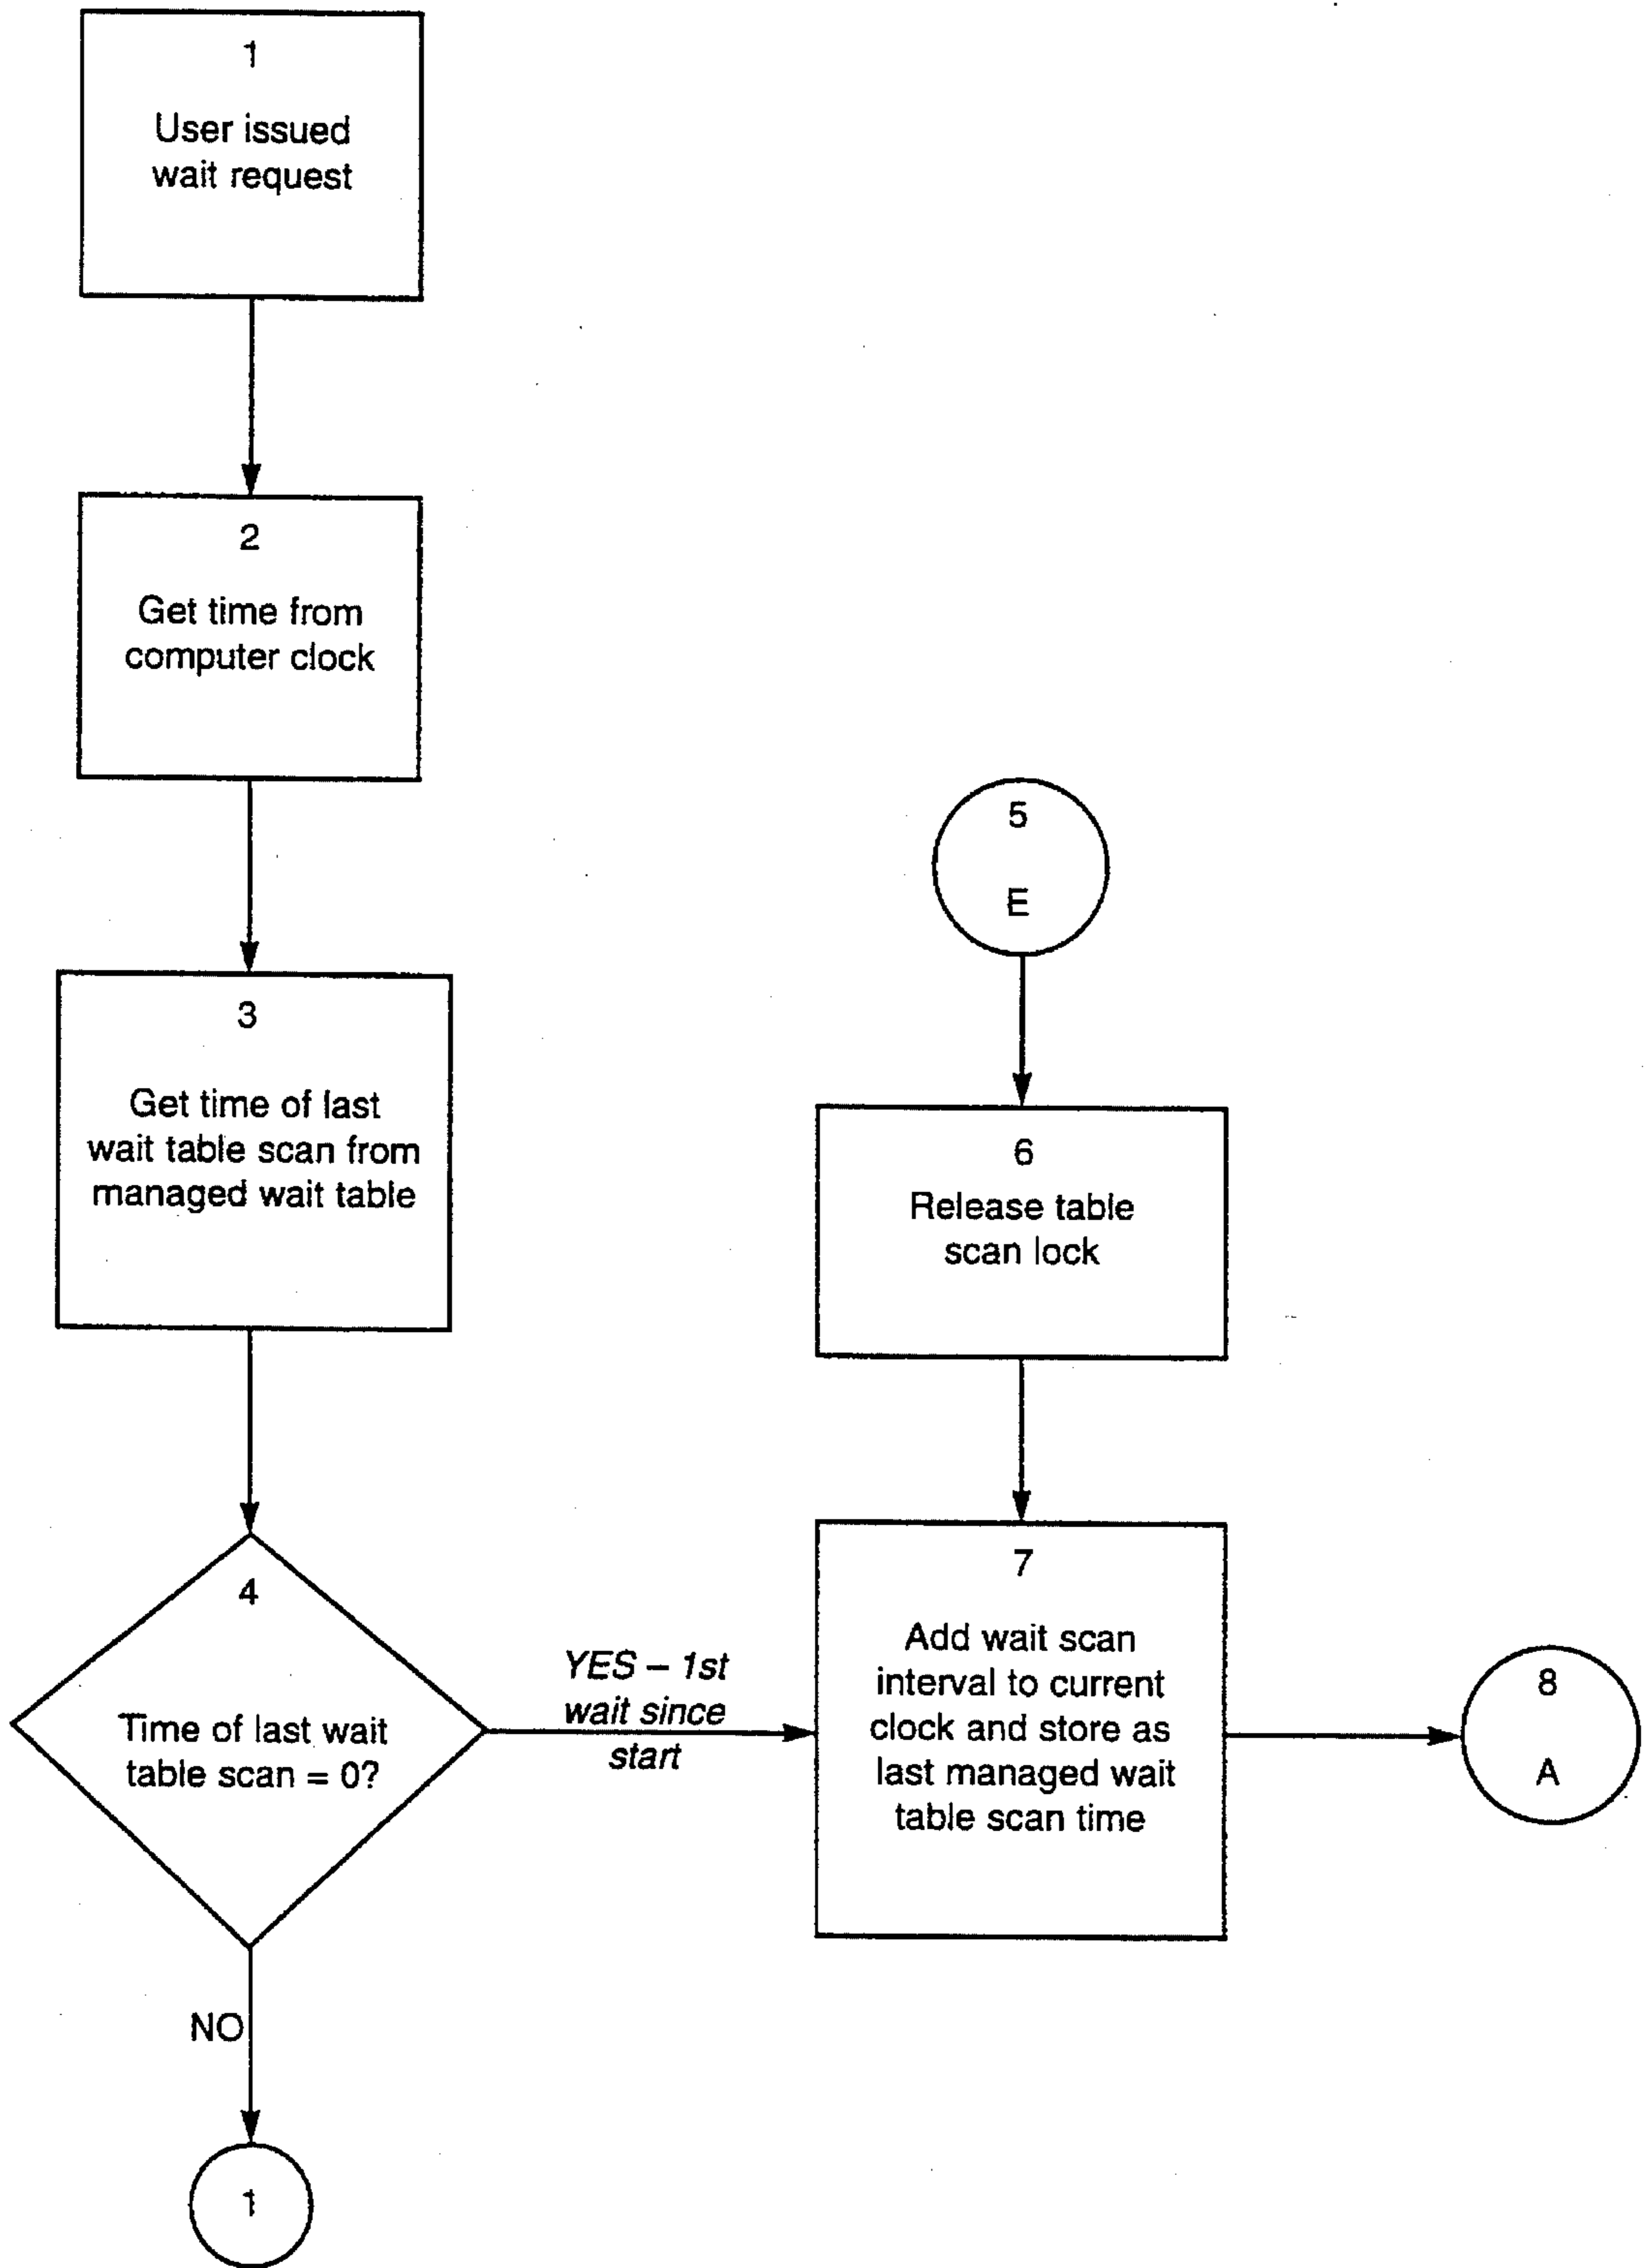 1
User issued
wait request
2
Get time from
computer clock
3
Get time of last
wait table scan from
managed wait table
4
Time of last wait
table scan = 0?
NO
1
YES – 1st
wait since
start
5
E
6
Release table
scan lock
7
Add wait scan
interval to current
clock and store as
last managed wait
table scan time
8
A